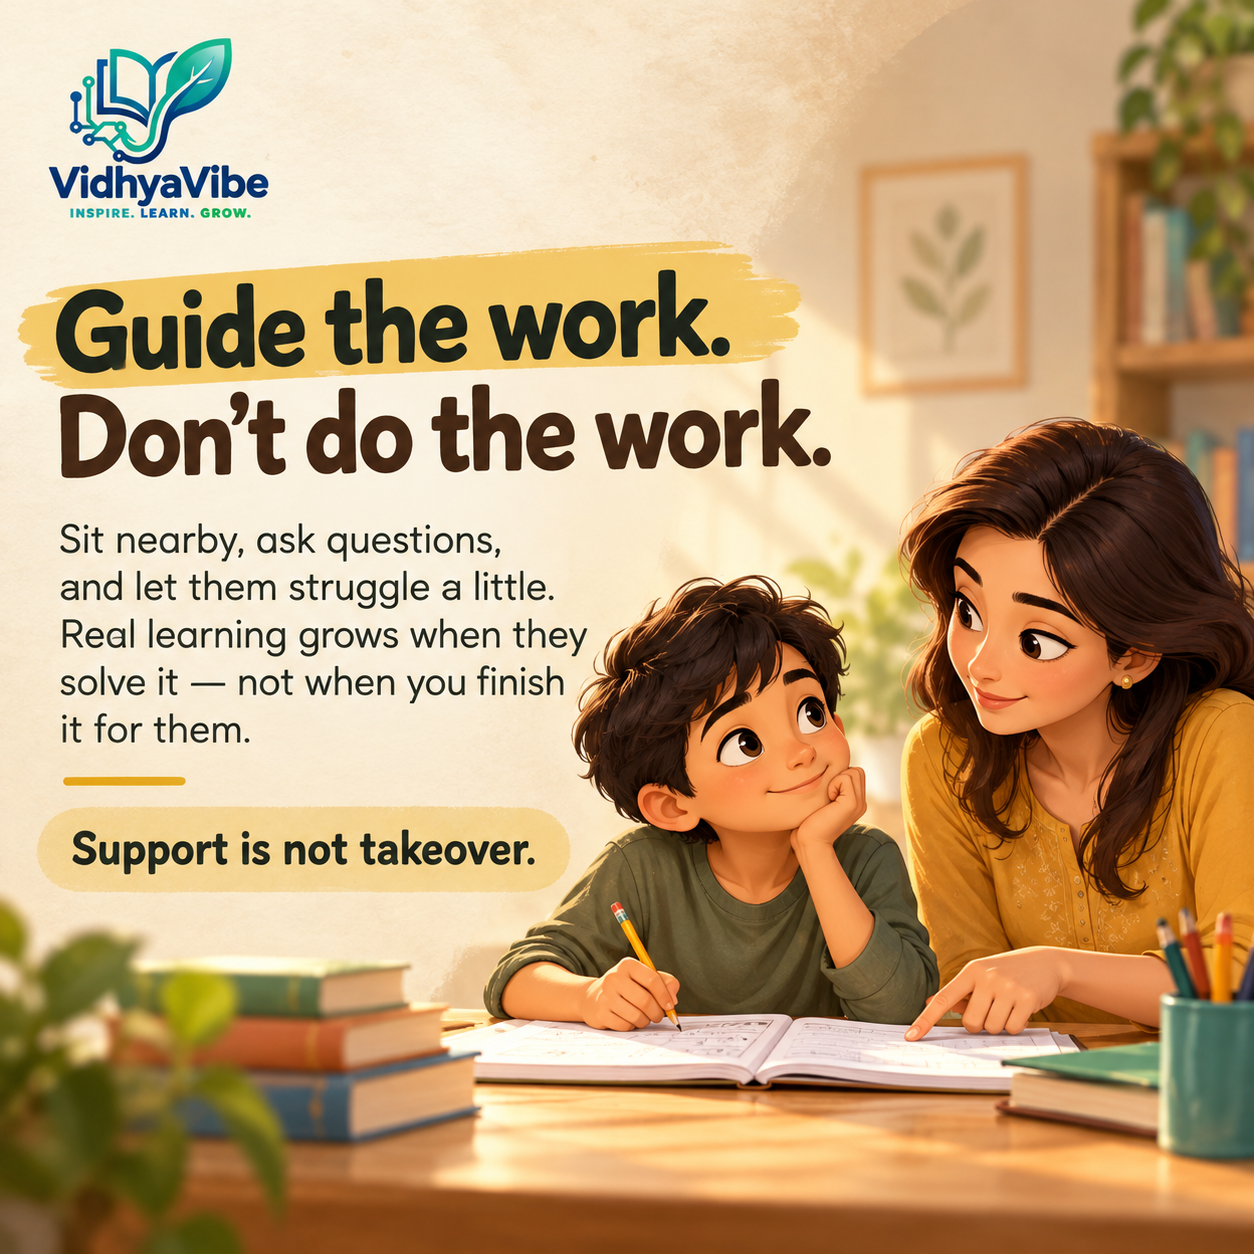 VidhyaVibe
INSPIRE. LEARN. GROW.
Guide the work.
Don't do the work.
Sit nearby, ask questions,
and let them struggle a little.
Real learning grows when they
solve it — not when you finish
it for them.
Support is not takeover.